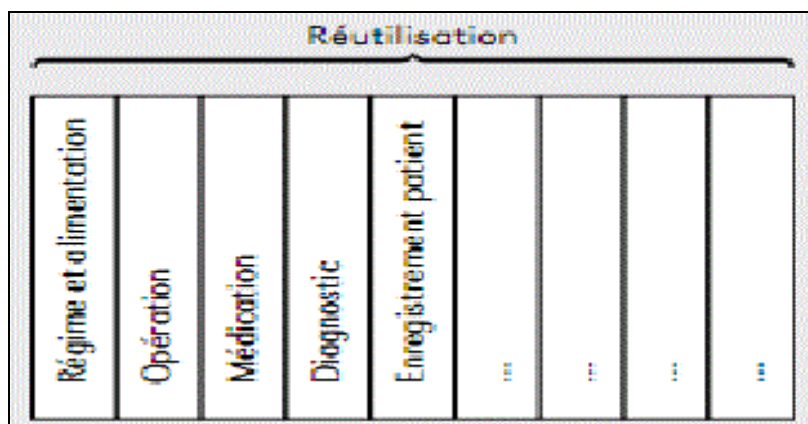 Réutilisation
Régime et alimentation
Opération
Médication
Diagnostic
Enregistrement patient
...
...
...
...